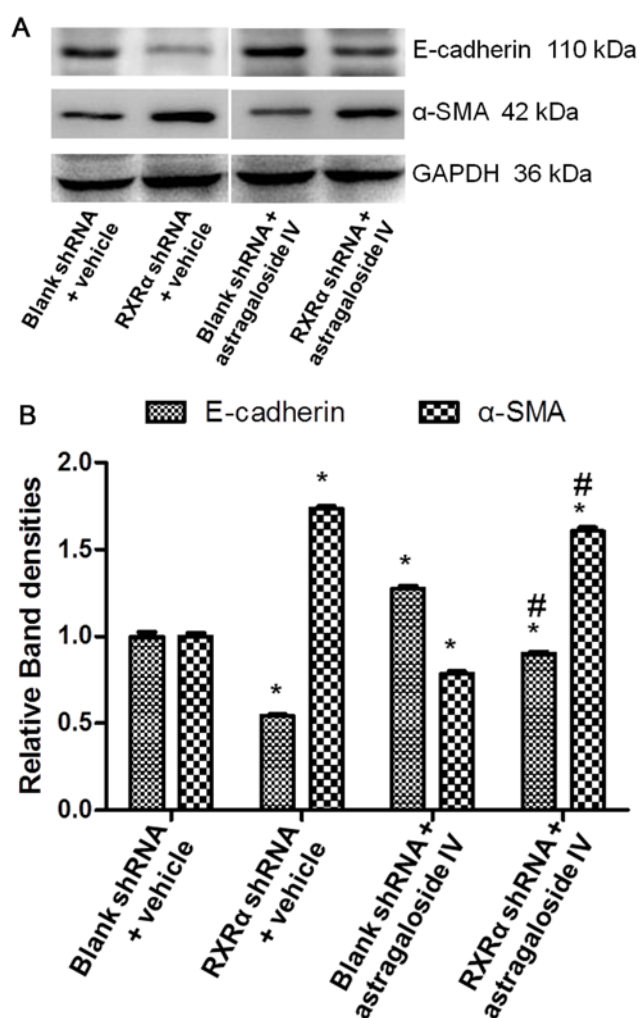 A
E-cadherin 110 kDa
α-SMA 42 kDa
GAPDH 36 kDa
Blank shRNA
+ vehicle
RXRα shRNA
+ vehicle
Blank shRNA +
astragaloside IV
RXRα shRNA +
astragaloside IV
B
E-cadherin
α-SMA
Relative Band densities
2.0
1.5
1.0
0.5
0.0
*
*
*
*
#
*
#
*
Blank shRNA
+ vehicle
RXRα shRNA
+ vehicle
Blank shRNA +
astragaloside IV
RXRα shRNA +
astragaloside IV